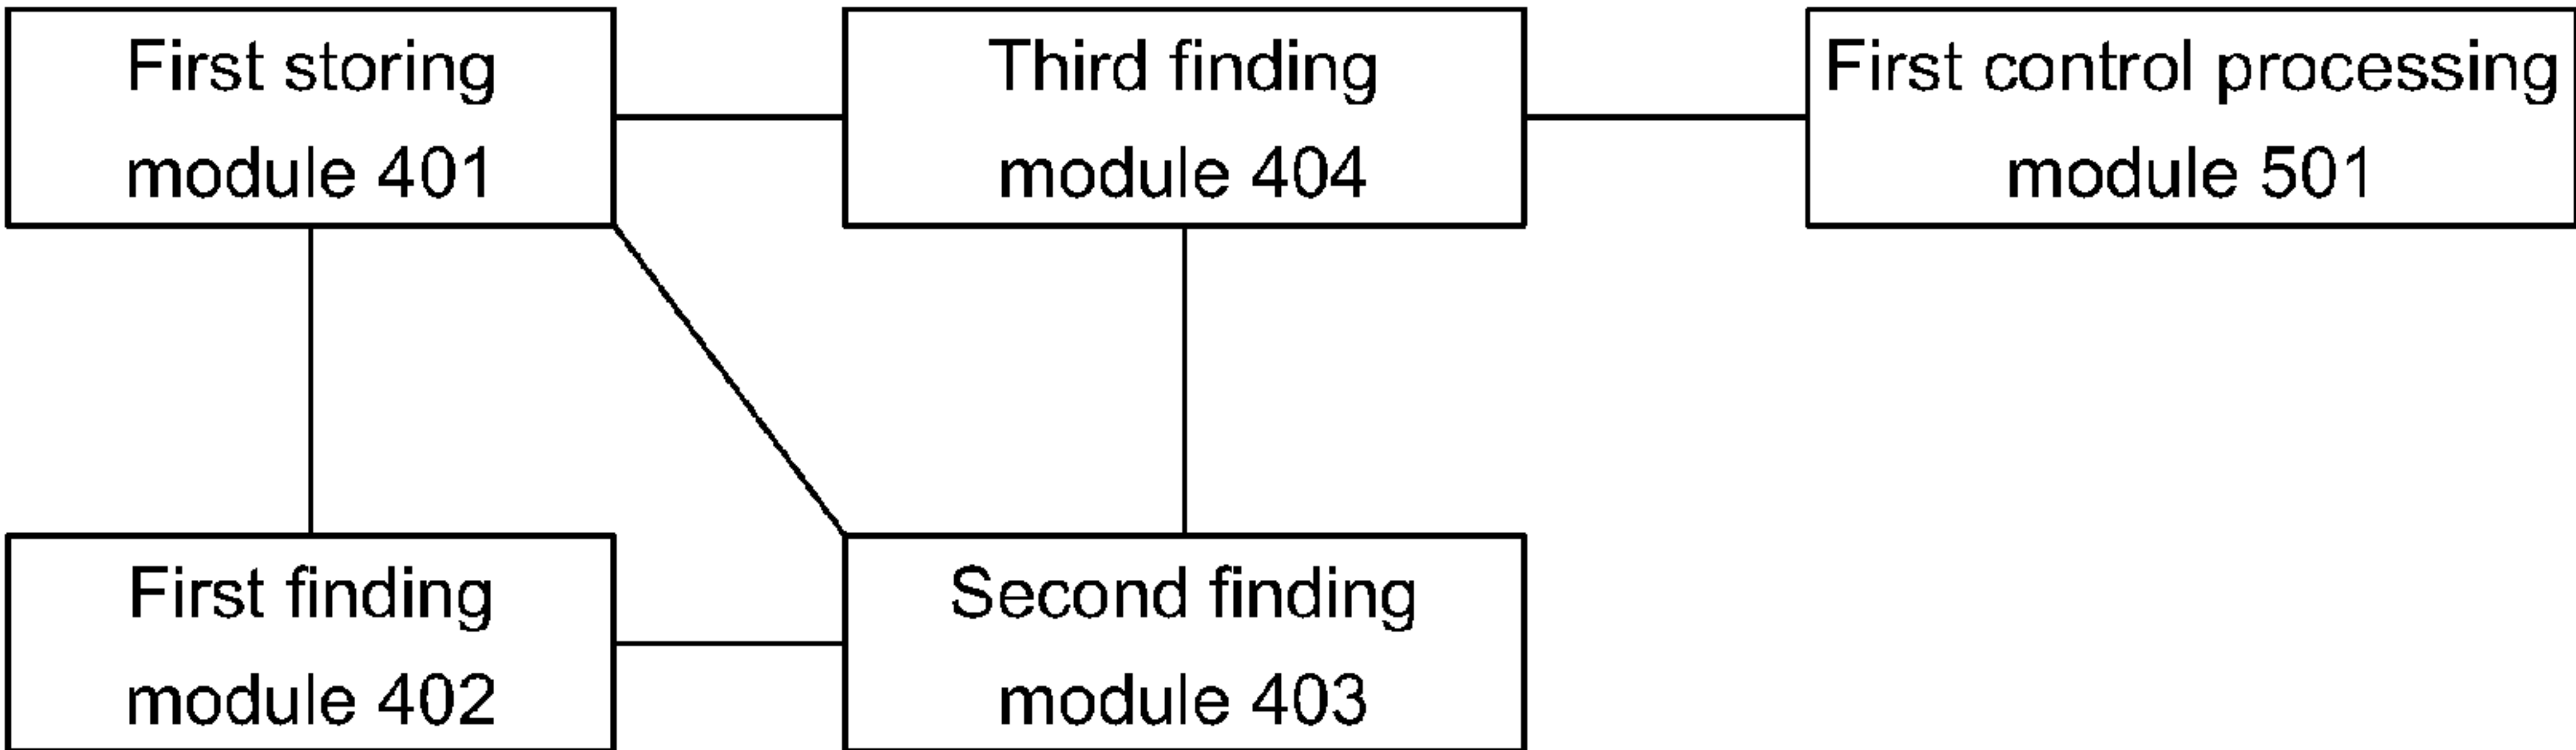 First storing
module 401
Third finding
module 404
First control processing
module 501
First finding
module 402
Second finding
module 403